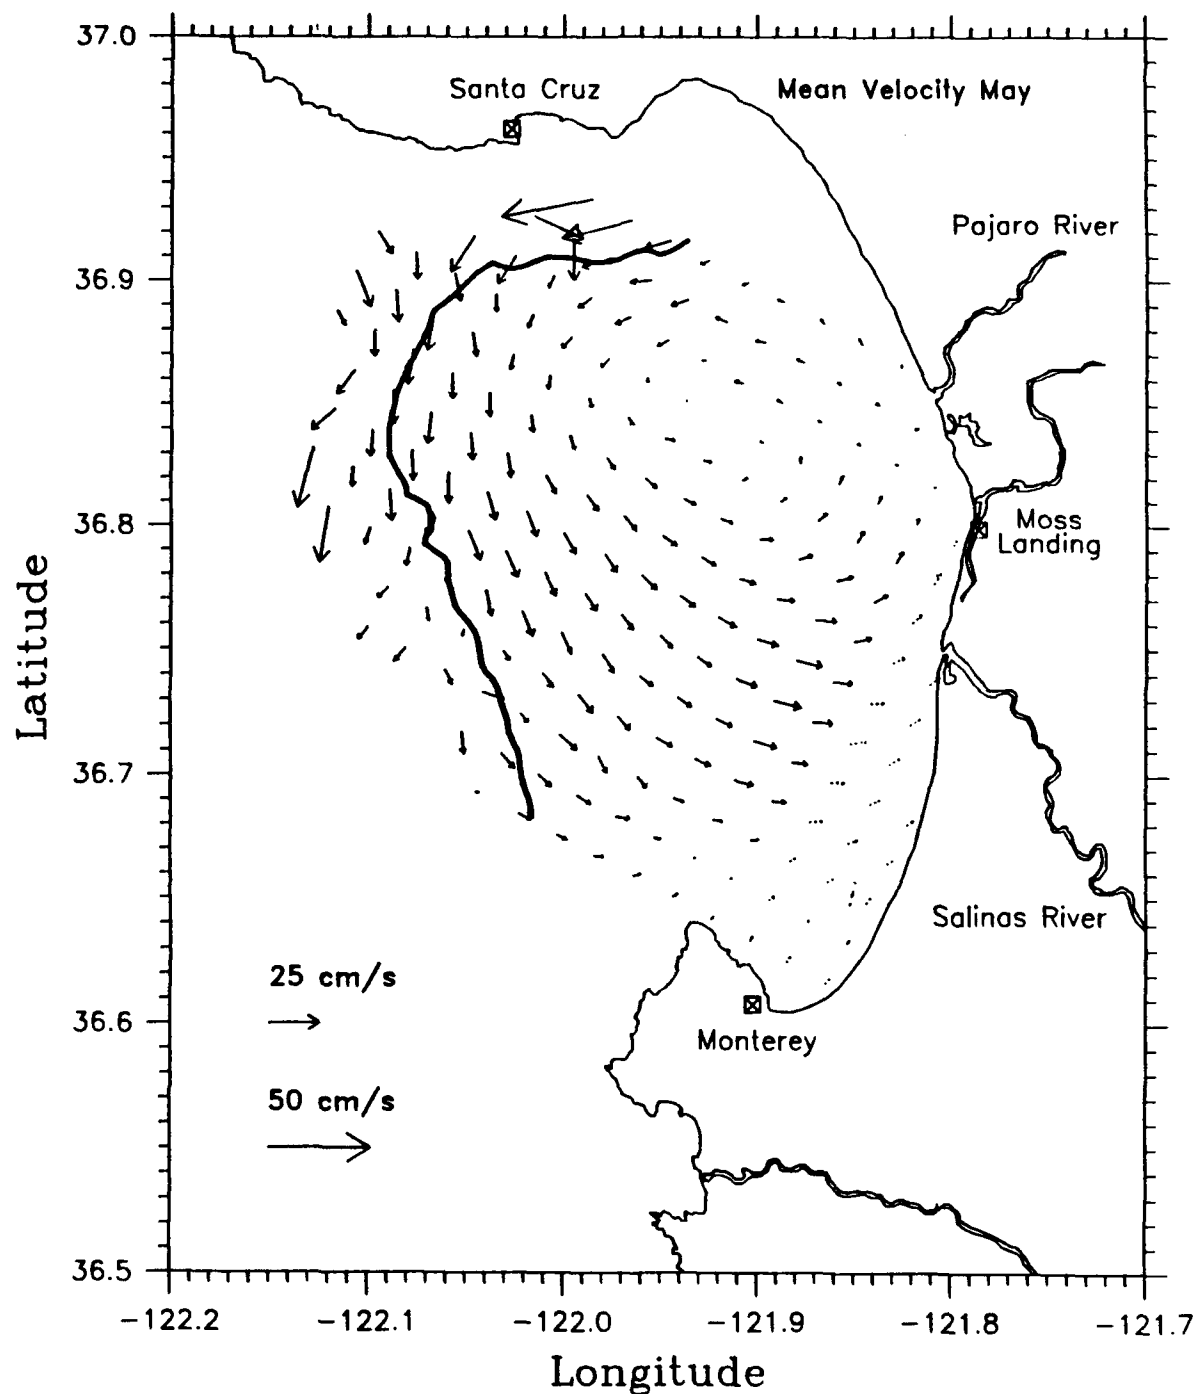 37.0
Santa Cruz
Mean Velocity May
Pajaro River
36.9
36.8
Moss
Landing
Latitude
36.7
Salinas River
25 cm/s
36.6
Monterey
50 cm/s
36.5
-122.2 -122.1 -122.0 -121.9 -121.8 -121.7
Longitude